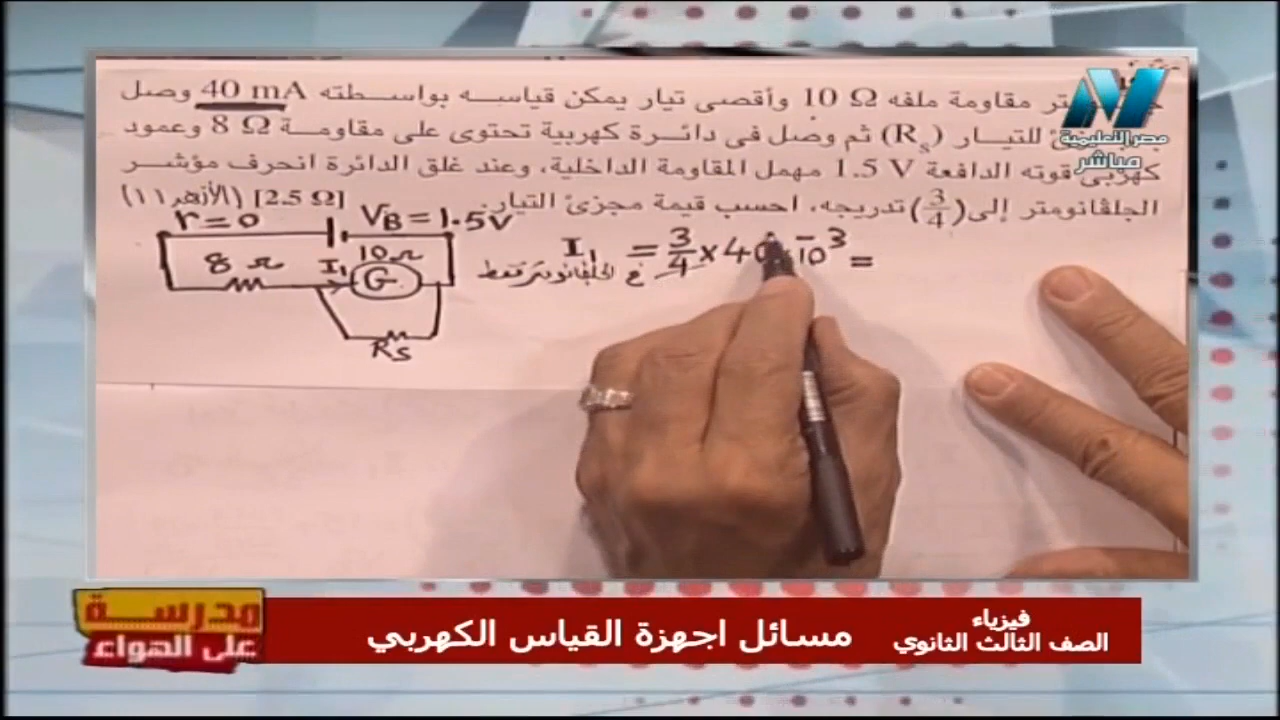 مصر التعليمية
مباشر
تر مقاومة ملفه 10 Ω وأقصى تيار يمكن قياسه بواسطته 40 mA وصل
للتيار (Rs) ثم وصل فى دائرة كهربية تحتوى على مقاومة 8 Ω وعمود
كهربى قوته الدافعة 1.5 V مهمل المقاومة الداخلية، وعند غلق الدائرة انحرف مؤشر
الجلفانومتر إلى (3/4) تدريجه، احسب قيمة مجزئ التيار. [2.5 Ω] (الأزهر ١١)
r = 0
VB = 1.5V
8 Ω
I1
10 Ω
G
Rs
I1 = 3/4 × 40 10^-3 =
الجلفانومتر فقط
مدرسة
على الهواء
فيزياء
الصف الثالث الثانوي
مسائل اجهزة القياس الكهربي